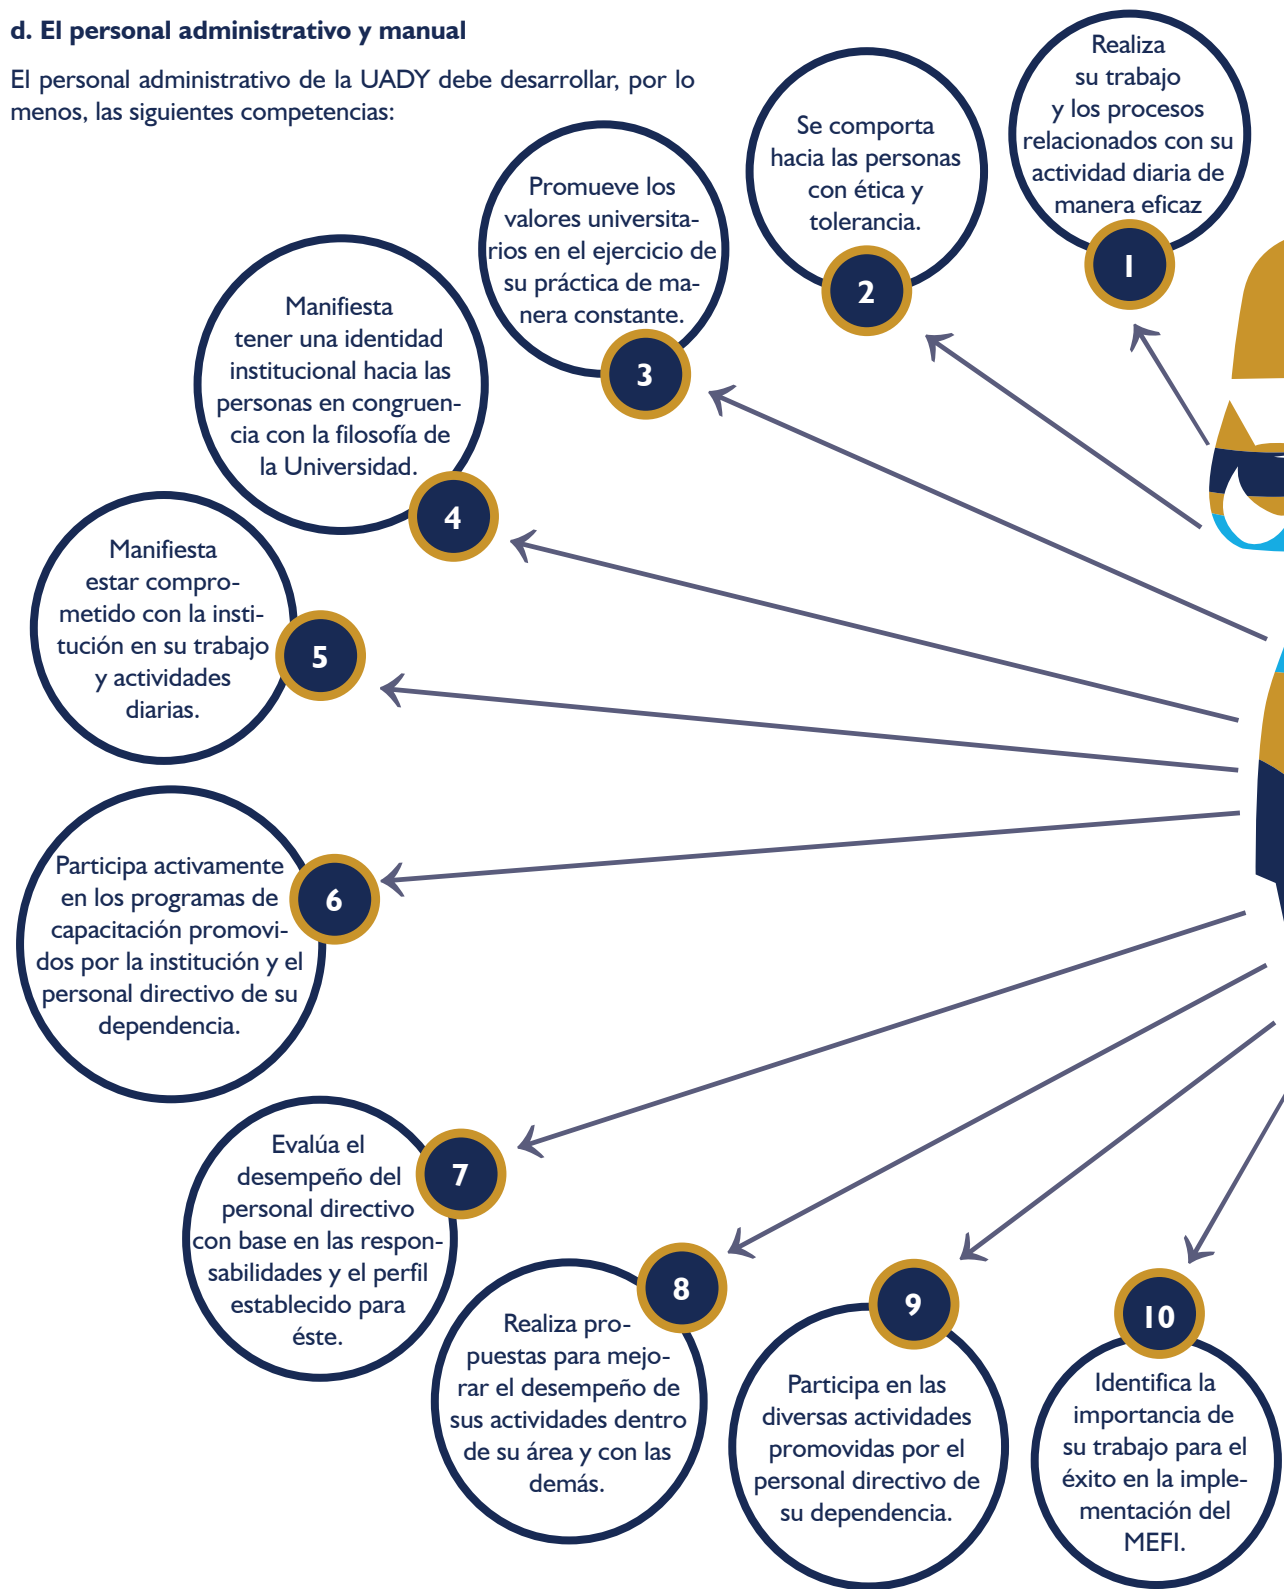 d. El personal administrativo y manual
El personal administrativo de la UADY debe desarrollar, por lo
menos, las siguientes competencias:
Realiza
su trabajo
y los procesos
relacionados con su
actividad diaria de
manera eficaz
1
Se comporta
hacia las personas
con ética y
tolerancia.
2
Promueve los
valores universita-
rios en el ejercicio de
su práctica de ma-
nera constante.
3
Manifiesta
tener una identidad
institucional hacia las
personas en congruen-
cia con la filosofía de
la Universidad.
4
Manifiesta
estar compro-
metido con la insti-
tución en su trabajo
y actividades
diarias.
5
Participa activamente
en los programas de
capacitación promovi-
dos por la institución y el
personal directivo de su
dependencia.
6
Evalúa el
desempeño del
personal directivo
con base en las respon-
sabilidades y el perfil
establecido para
éste.
7
Realiza pro-
puestas para mejo-
rar el desempeño de
sus actividades dentro
de su área y con las
demás.
8
Participa en las
diversas actividades
promovidas por el
personal directivo de
su dependencia.
9
Identifica la
importancia de
su trabajo para el
éxito en la imple-
mentación del
MEFI.
10